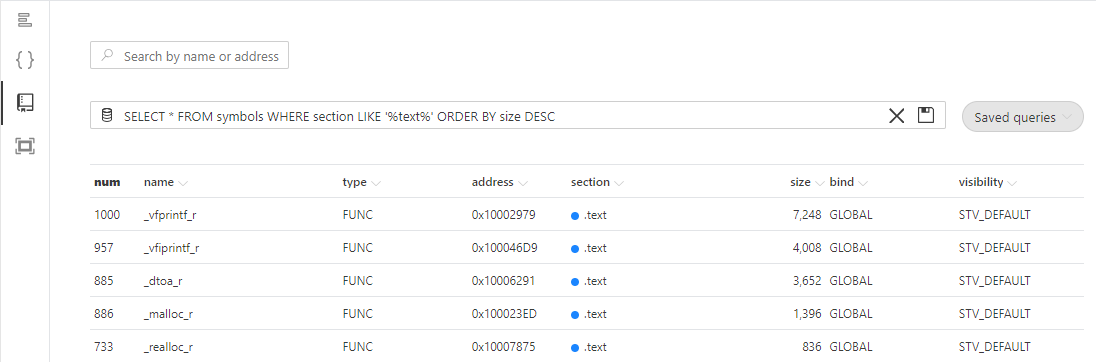 Search by name or address
SELECT * FROM symbols WHERE section LIKE '%text%' ORDER BY size DESC
Saved queries
num name type address section size bind visibility
1000 _vfprintf_r FUNC 0x10002979 .text 7,248 GLOBAL STV_DEFAULT
957 _vfiprintf_r FUNC 0x100046D9 .text 4,008 GLOBAL STV_DEFAULT
885 _dtoa_r FUNC 0x10006291 .text 3,652 GLOBAL STV_DEFAULT
886 _malloc_r FUNC 0x100023ED .text 1,396 GLOBAL STV_DEFAULT
733 _realloc_r FUNC 0x10007875 .text 836 GLOBAL STV_DEFAULT